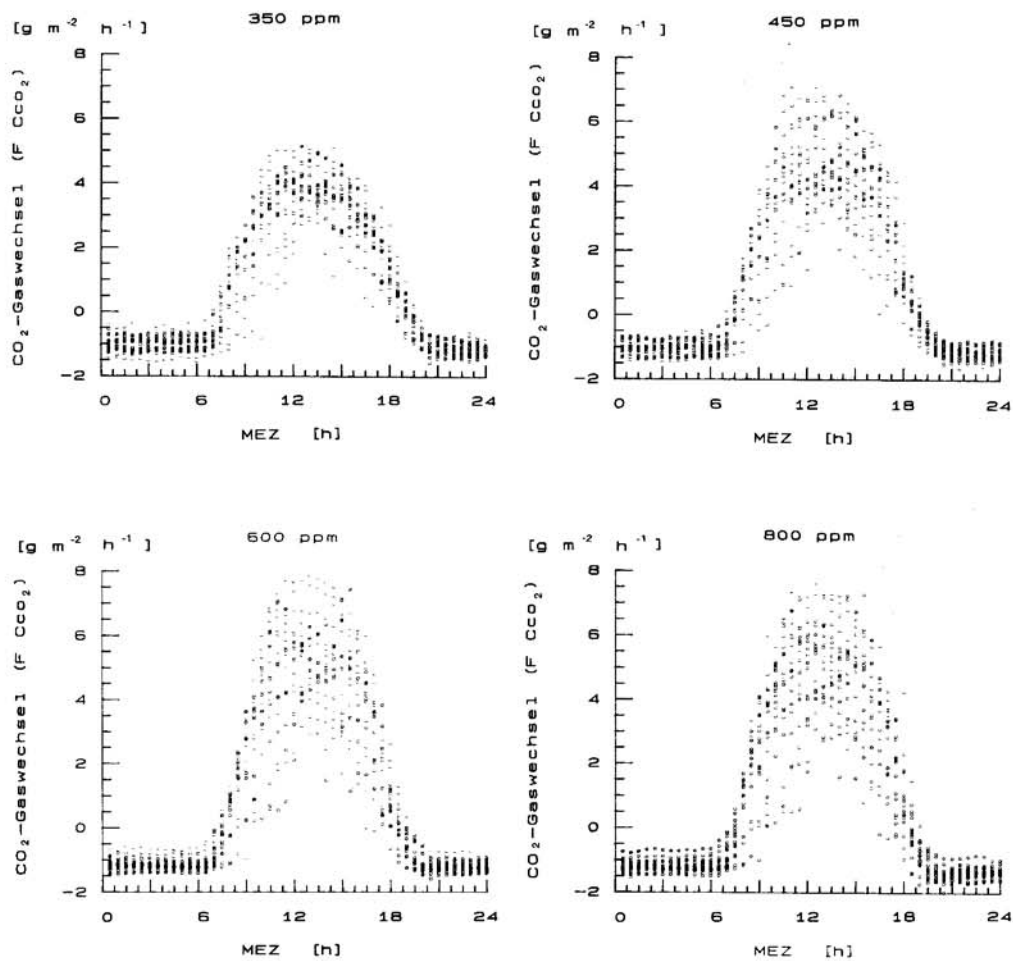 [g m⁻² h⁻¹] 350 ppm
CO₂-Gaswechsel (F Cco₂)
8
6
4
2
0
-2
0 6 12 18 24
MEZ [h]
[g m⁻² h⁻¹] 450 ppm
CO₂-Gaswechsel (F Cco₂)
8
6
4
2
0
-2
0 6 12 18 24
MEZ [h]
[g m⁻² h⁻¹] 600 ppm
CO₂-Gaswechsel (F Cco₂)
8
6
4
2
0
-2
0 6 12 18 24
MEZ [h]
[g m⁻² h⁻¹] 800 ppm
CO₂-Gaswechsel (F Cco₂)
8
6
4
2
0
-2
0 6 12 18 24
MEZ [h]